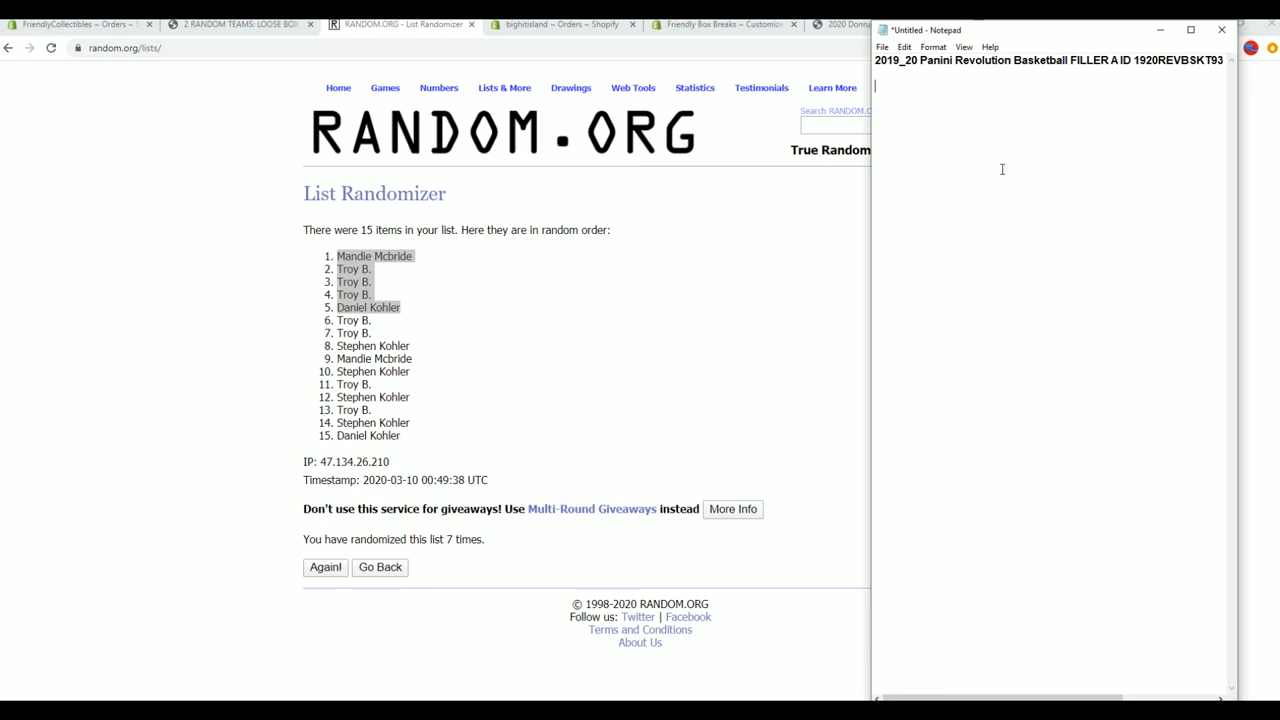 FriendlyCollectibles ~ Orders ~ S
2 RANDOM TEAMS: LOOSE BOX
RANDOM.ORG - List Randomizer
bighitisland ~ Orders ~ Shopify
Friendly Box Breaks ~ Customize
2020 Donru
random.org/lists/
*Untitled - Notepad
File Edit Format View Help
2019_20 Panini Revolution Basketball FILLER A ID 1920REVBSKT93
Home Games Numbers Lists & More Drawings Web Tools Statistics Testimonials Learn More
RANDOM.ORG
Search RANDOM.O
True Random
List Randomizer
There were 15 items in your list. Here they are in random order:
1. Mandie Mcbride
2. Troy B.
3. Troy B.
4. Troy B.
5. Daniel Kohler
6. Troy B.
7. Troy B.
8. Stephen Kohler
9. Mandie Mcbride
10. Stephen Kohler
11. Troy B.
12. Stephen Kohler
13. Troy B.
14. Stephen Kohler
15. Daniel Kohler
IP: 47.134.26.210
Timestamp: 2020-03-10 00:49:38 UTC
Don't use this service for giveaways! Use Multi-Round Giveaways instead More Info
You have randomized this list 7 times.
Again! Go Back
© 1998-2020 RANDOM.ORG
Follow us: Twitter | Facebook
Terms and Conditions
About Us